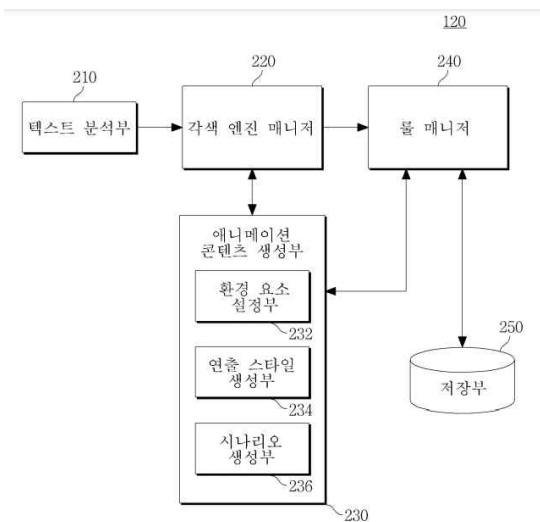 120
210
220
240
텍스트 분석부
각색 엔진 매니저
룰 매니저
애니메이션
콘텐츠 생성부
환경 요소
설정부
232
연출 스타일
생성부
234
시나리오
생성부
236
230
250
저장부